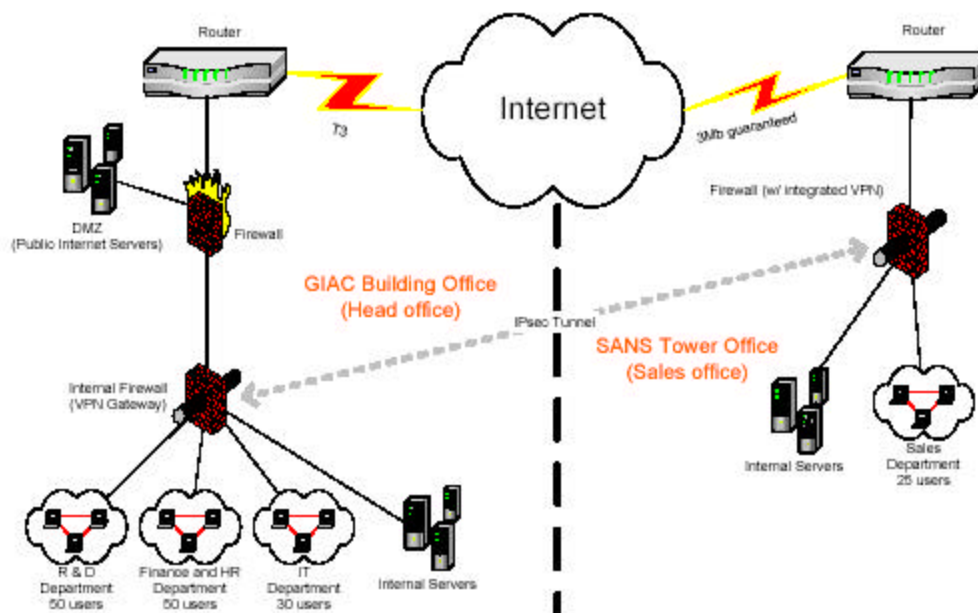 Router
Router
Internet
T3
3Mb guaranteed
DMZ
(Public Internet Servers)
Firewall
Firewall (w/ integrated VPN)
GIAC Building Office
(Head office)
IPsec Tunnel
SANS Tower Office
(Sales office)
Internal Firewall
(VPN Gateway)
Internal Servers
Sales
Department
25 users
R & D
Department
50 users
Finance and HR
Department
50 users
IT
Department
30 users
Internal Servers